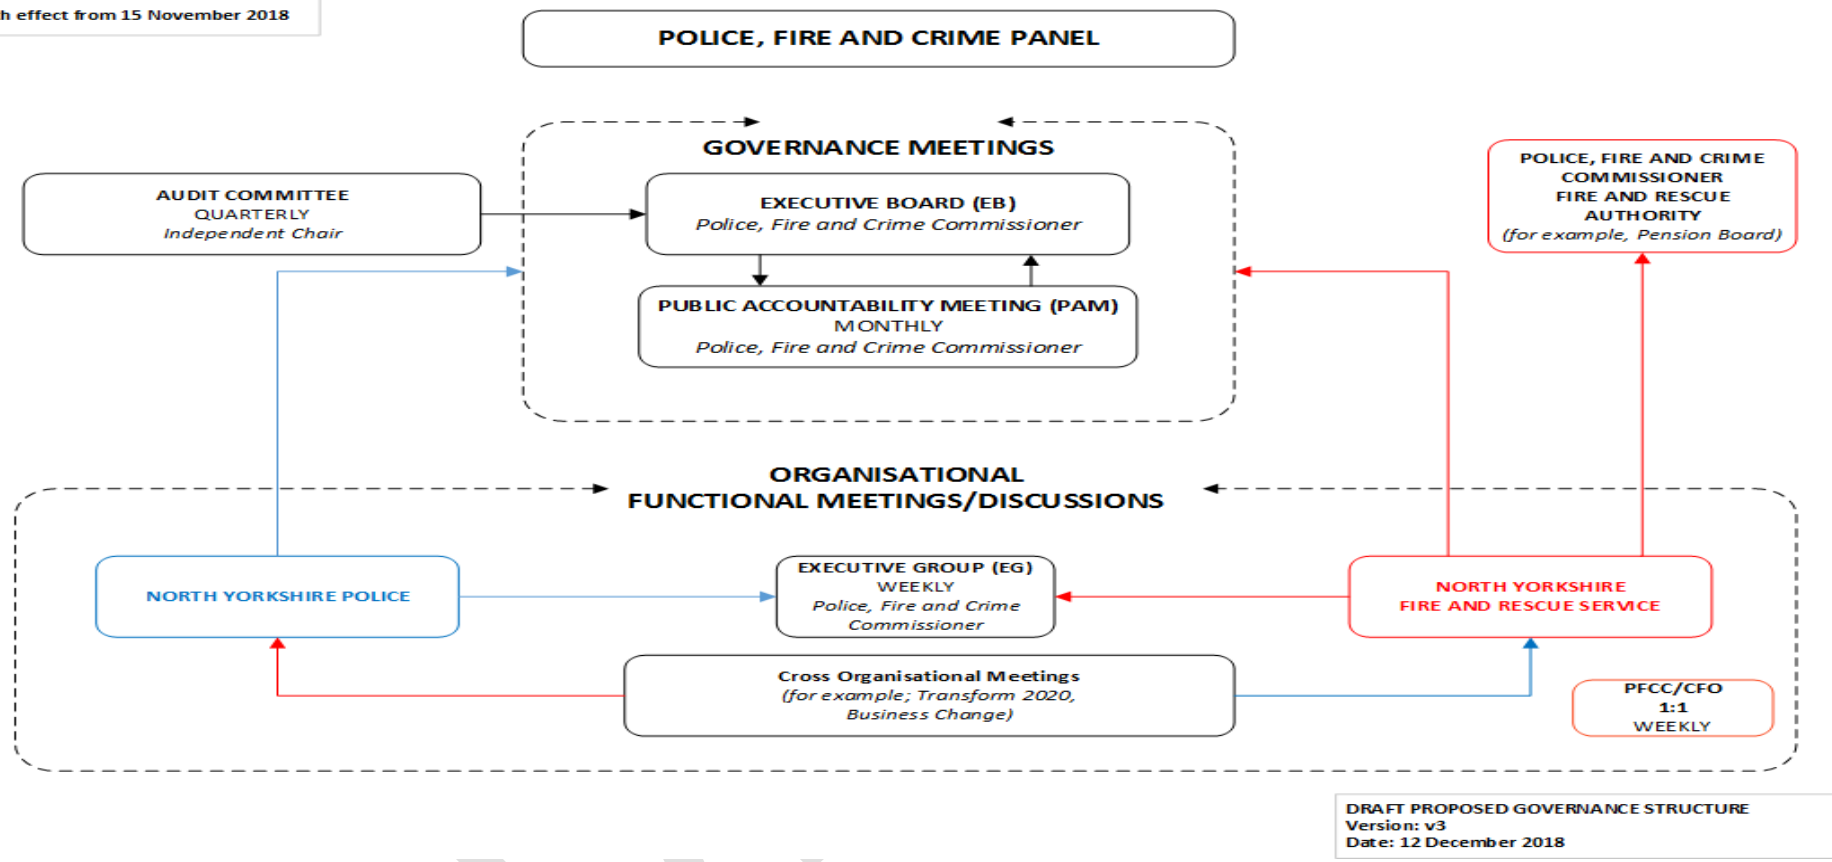 h effect from 15 November 2018
POLICE, FIRE AND CRIME PANEL
GOVERNANCE MEETINGS
AUDIT COMMITTEE
QUARTERLY
Independent Chair
EXECUTIVE BOARD (EB)
Police, Fire and Crime Commissioner
POLICE, FIRE AND CRIME
COMMISSIONER
FIRE AND RESCUE
AUTHORITY
(for example, Pension Board)
PUBLIC ACCOUNTABILITY MEETING (PAM)
MONTHLY
Police, Fire and Crime Commissioner
ORGANISATIONAL
FUNCTIONAL MEETINGS/DISCUSSIONS
NORTH YORKSHIRE POLICE
EXECUTIVE GROUP (EG)
WEEKLY
Police, Fire and Crime
Commissioner
NORTH YORKSHIRE
FIRE AND RESCUE SERVICE
Cross Organisational Meetings
(for example; Transform 2020,
Business Change)
PFCC/CFO
1:1
WEEKLY
DRAFT PROPOSED GOVERNANCE STRUCTURE
Version: v3
Date: 12 December 2018